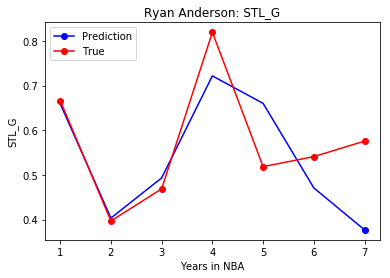 Ryan Anderson: STL_G
Prediction
True
STL_G
0.8
0.7
0.6
0.5
0.4
1 2 3 4 5 6 7
Years in NBA